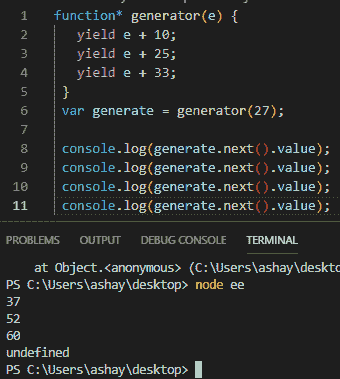 1 function* generator(e) {
2 yield e + 10;
3 yield e + 25;
4 yield e + 33;
5 }
6 var generate = generator(27);
7
8 console.log(generate.next().value);
9 console.log(generate.next().value);
10 console.log(generate.next().value);
11 console.log(generate.next().value);
PROBLEMS OUTPUT DEBUG CONSOLE TERMINAL
at Object.<anonymous> (C:\Users\ashay\deskto
PS C:\Users\ashay\desktop> node ee
37
52
60
undefined
PS C:\Users\ashay\desktop>